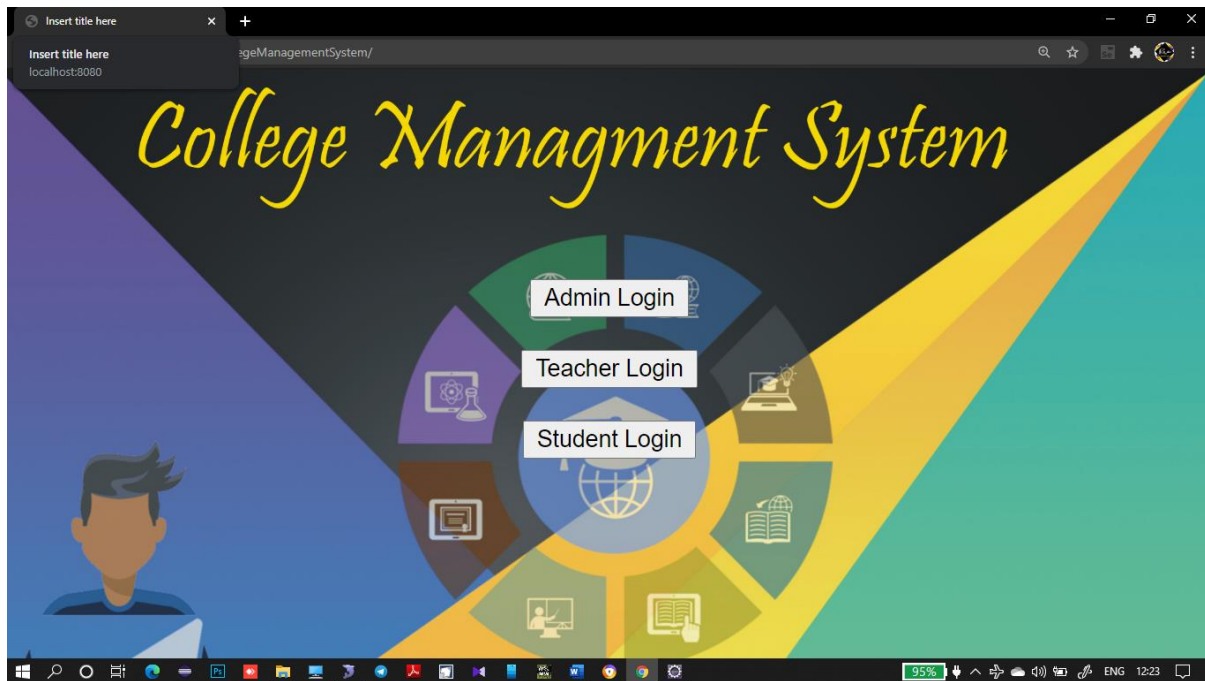 Insert title here
Insert title here
localhost:8080
egeManagementSystem/
College Managment System
Admin Login
Teacher Login
Student Login
95%
ENG
12:23